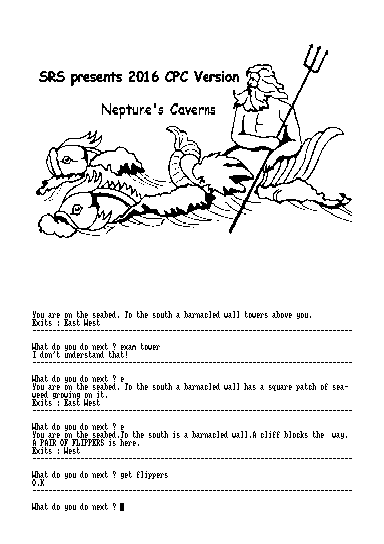 SRS presents 2016 CPC Version
Nepture's Caverns
You are on the seabed. To the south a barnacled wall towers above you.
Exits : East West
What do you do next ? exam tower
I don't understand that!
What do you do next ? e
You are on the seabed. To the south a barnacled wall has a square patch of sea-
weed growing on it.
Exits : East West
What do you do next ? e
You are on the seabed.To the south is a barnacled wall.A cliff blocks the  way.
A PAIR OF FLIPPERS is here.
Exits : West
What do you do next ? get flippers
O.K
What do you do next ?